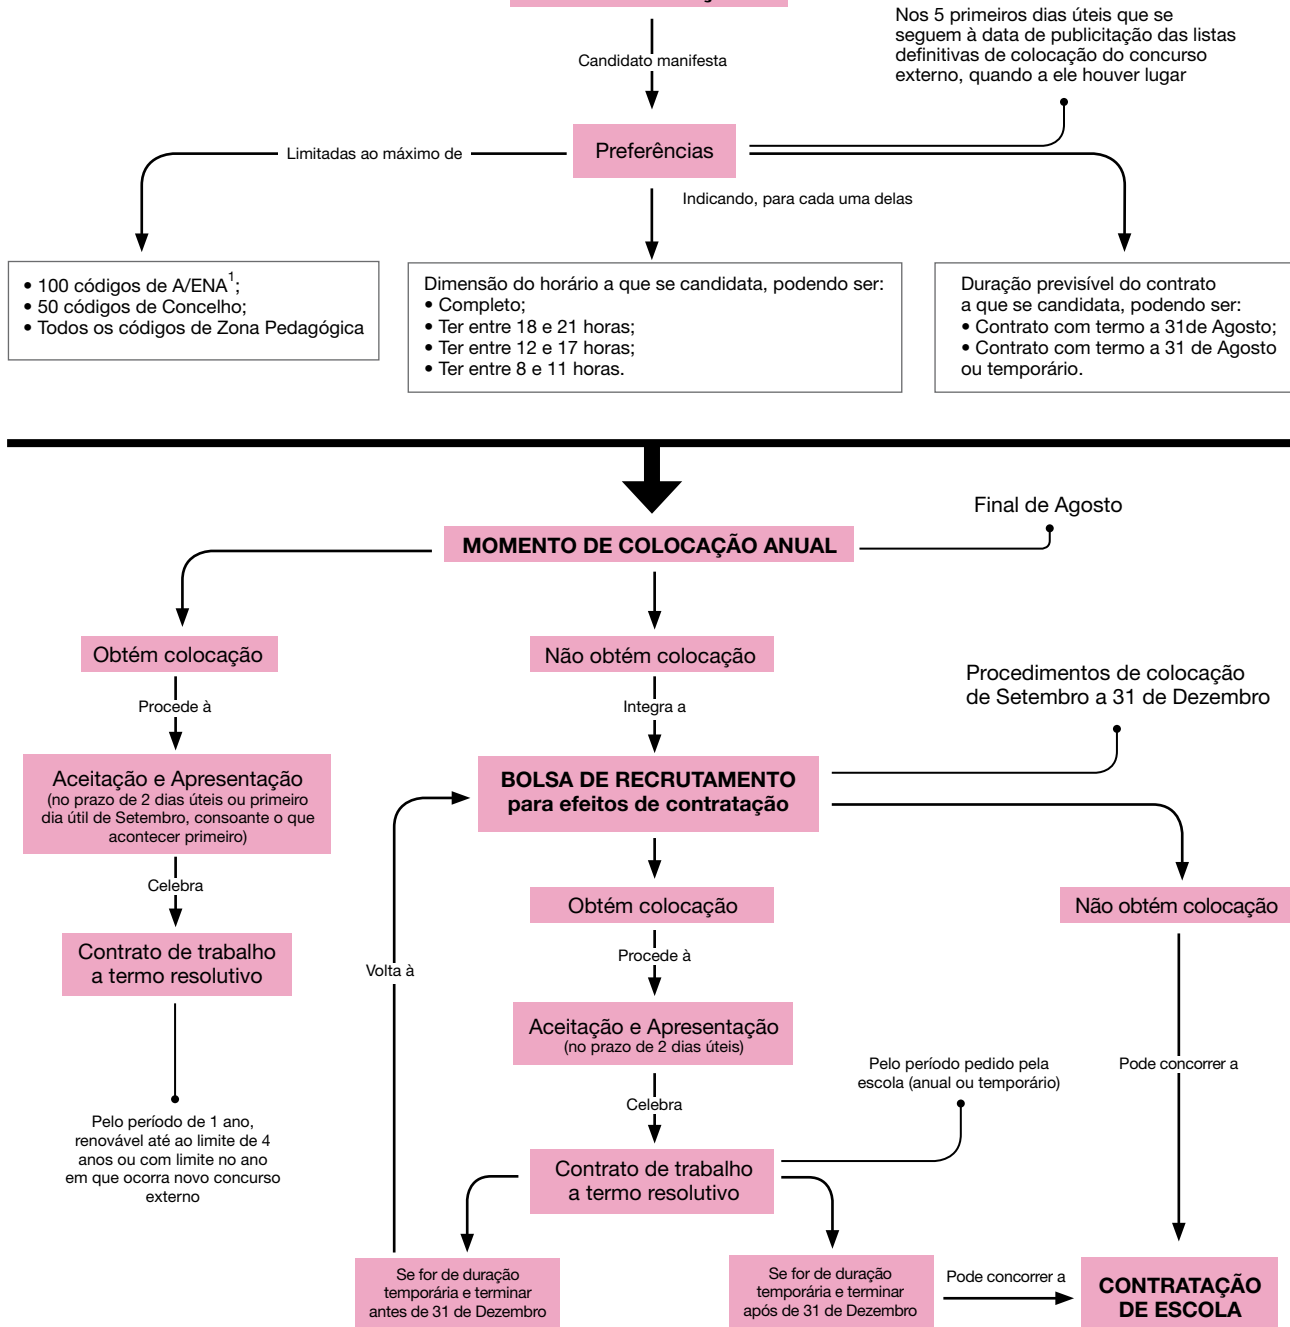 Nos 5 primeiros dias úteis que se
seguem à data de publicitação das listas
definitivas de colocação do concurso
externo, quando a ele houver lugar
Candidato manifesta
Preferências
Limitadas ao máximo de
Indicando, para cada uma delas
• 100 códigos de A/ENA¹;
• 50 códigos de Concelho;
• Todos os códigos de Zona Pedagógica
Dimensão do horário a que se candidata, podendo ser:
• Completo;
• Ter entre 18 e 21 horas;
• Ter entre 12 e 17 horas;
• Ter entre 8 e 11 horas.
Duração previsível do contrato
a que se candidata, podendo ser:
• Contrato com termo a 31de Agosto;
• Contrato com termo a 31 de Agosto
ou temporário.
Final de Agosto
MOMENTO DE COLOCAÇÃO ANUAL
Obtém colocação
Procede à
Aceitação e Apresentação
(no prazo de 2 dias úteis ou primeiro
dia útil de Setembro, consoante o que
acontecer primeiro)
Celebra
Contrato de trabalho
a termo resolutivo
Pelo período de 1 ano,
renovável até ao limite de 4
anos ou com limite no ano
em que ocorra novo concurso
externo
Não obtém colocação
Integra a
Procedimentos de colocação
de Setembro a 31 de Dezembro
BOLSA DE RECRUTAMENTO
para efeitos de contratação
Obtém colocação
Procede à
Volta à
Aceitação e Apresentação
(no prazo de 2 dias úteis)
Celebra
Pelo período pedido pela
escola (anual ou temporário)
Contrato de trabalho
a termo resolutivo
Se for de duração
temporária e terminar
antes de 31 de Dezembro
Se for de duração
temporária e terminar
após de 31 de Dezembro
Pode concorrer a
Não obtém colocação
Pode concorrer a
CONTRATAÇÃO
DE ESCOLA